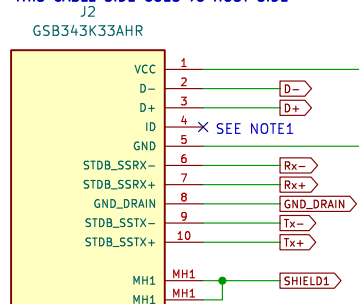 THIS CABLE SIDE GOES TO HOST SIDE
J2
GSB343K33AHR
VCC 1
D- 2 D-
D+ 3 D+
ID 4 SEE NOTE1
GND 5
STDB_SSRX- 6 Rx-
STDB_SSRX+ 7 Rx+
GND_DRAIN 8 GND_DRAIN
STDB_SSTX- 9 Tx-
STDB_SSTX+ 10 Tx+
MH1 MH1 SHIELD1
MH1 MH1